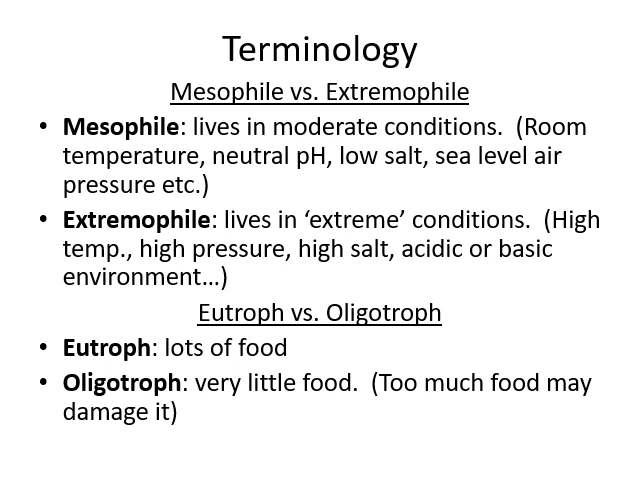 Terminology
Mesophile vs. Extremophile
• Mesophile: lives in moderate conditions.  (Room
temperature, neutral pH, low salt, sea level air
pressure etc.)
• Extremophile: lives in ‘extreme’ conditions.  (High
temp., high pressure, high salt, acidic or basic
environment…)
Eutroph vs. Oligotroph
• Eutroph: lots of food
• Oligotroph: very little food.  (Too much food may
damage it)